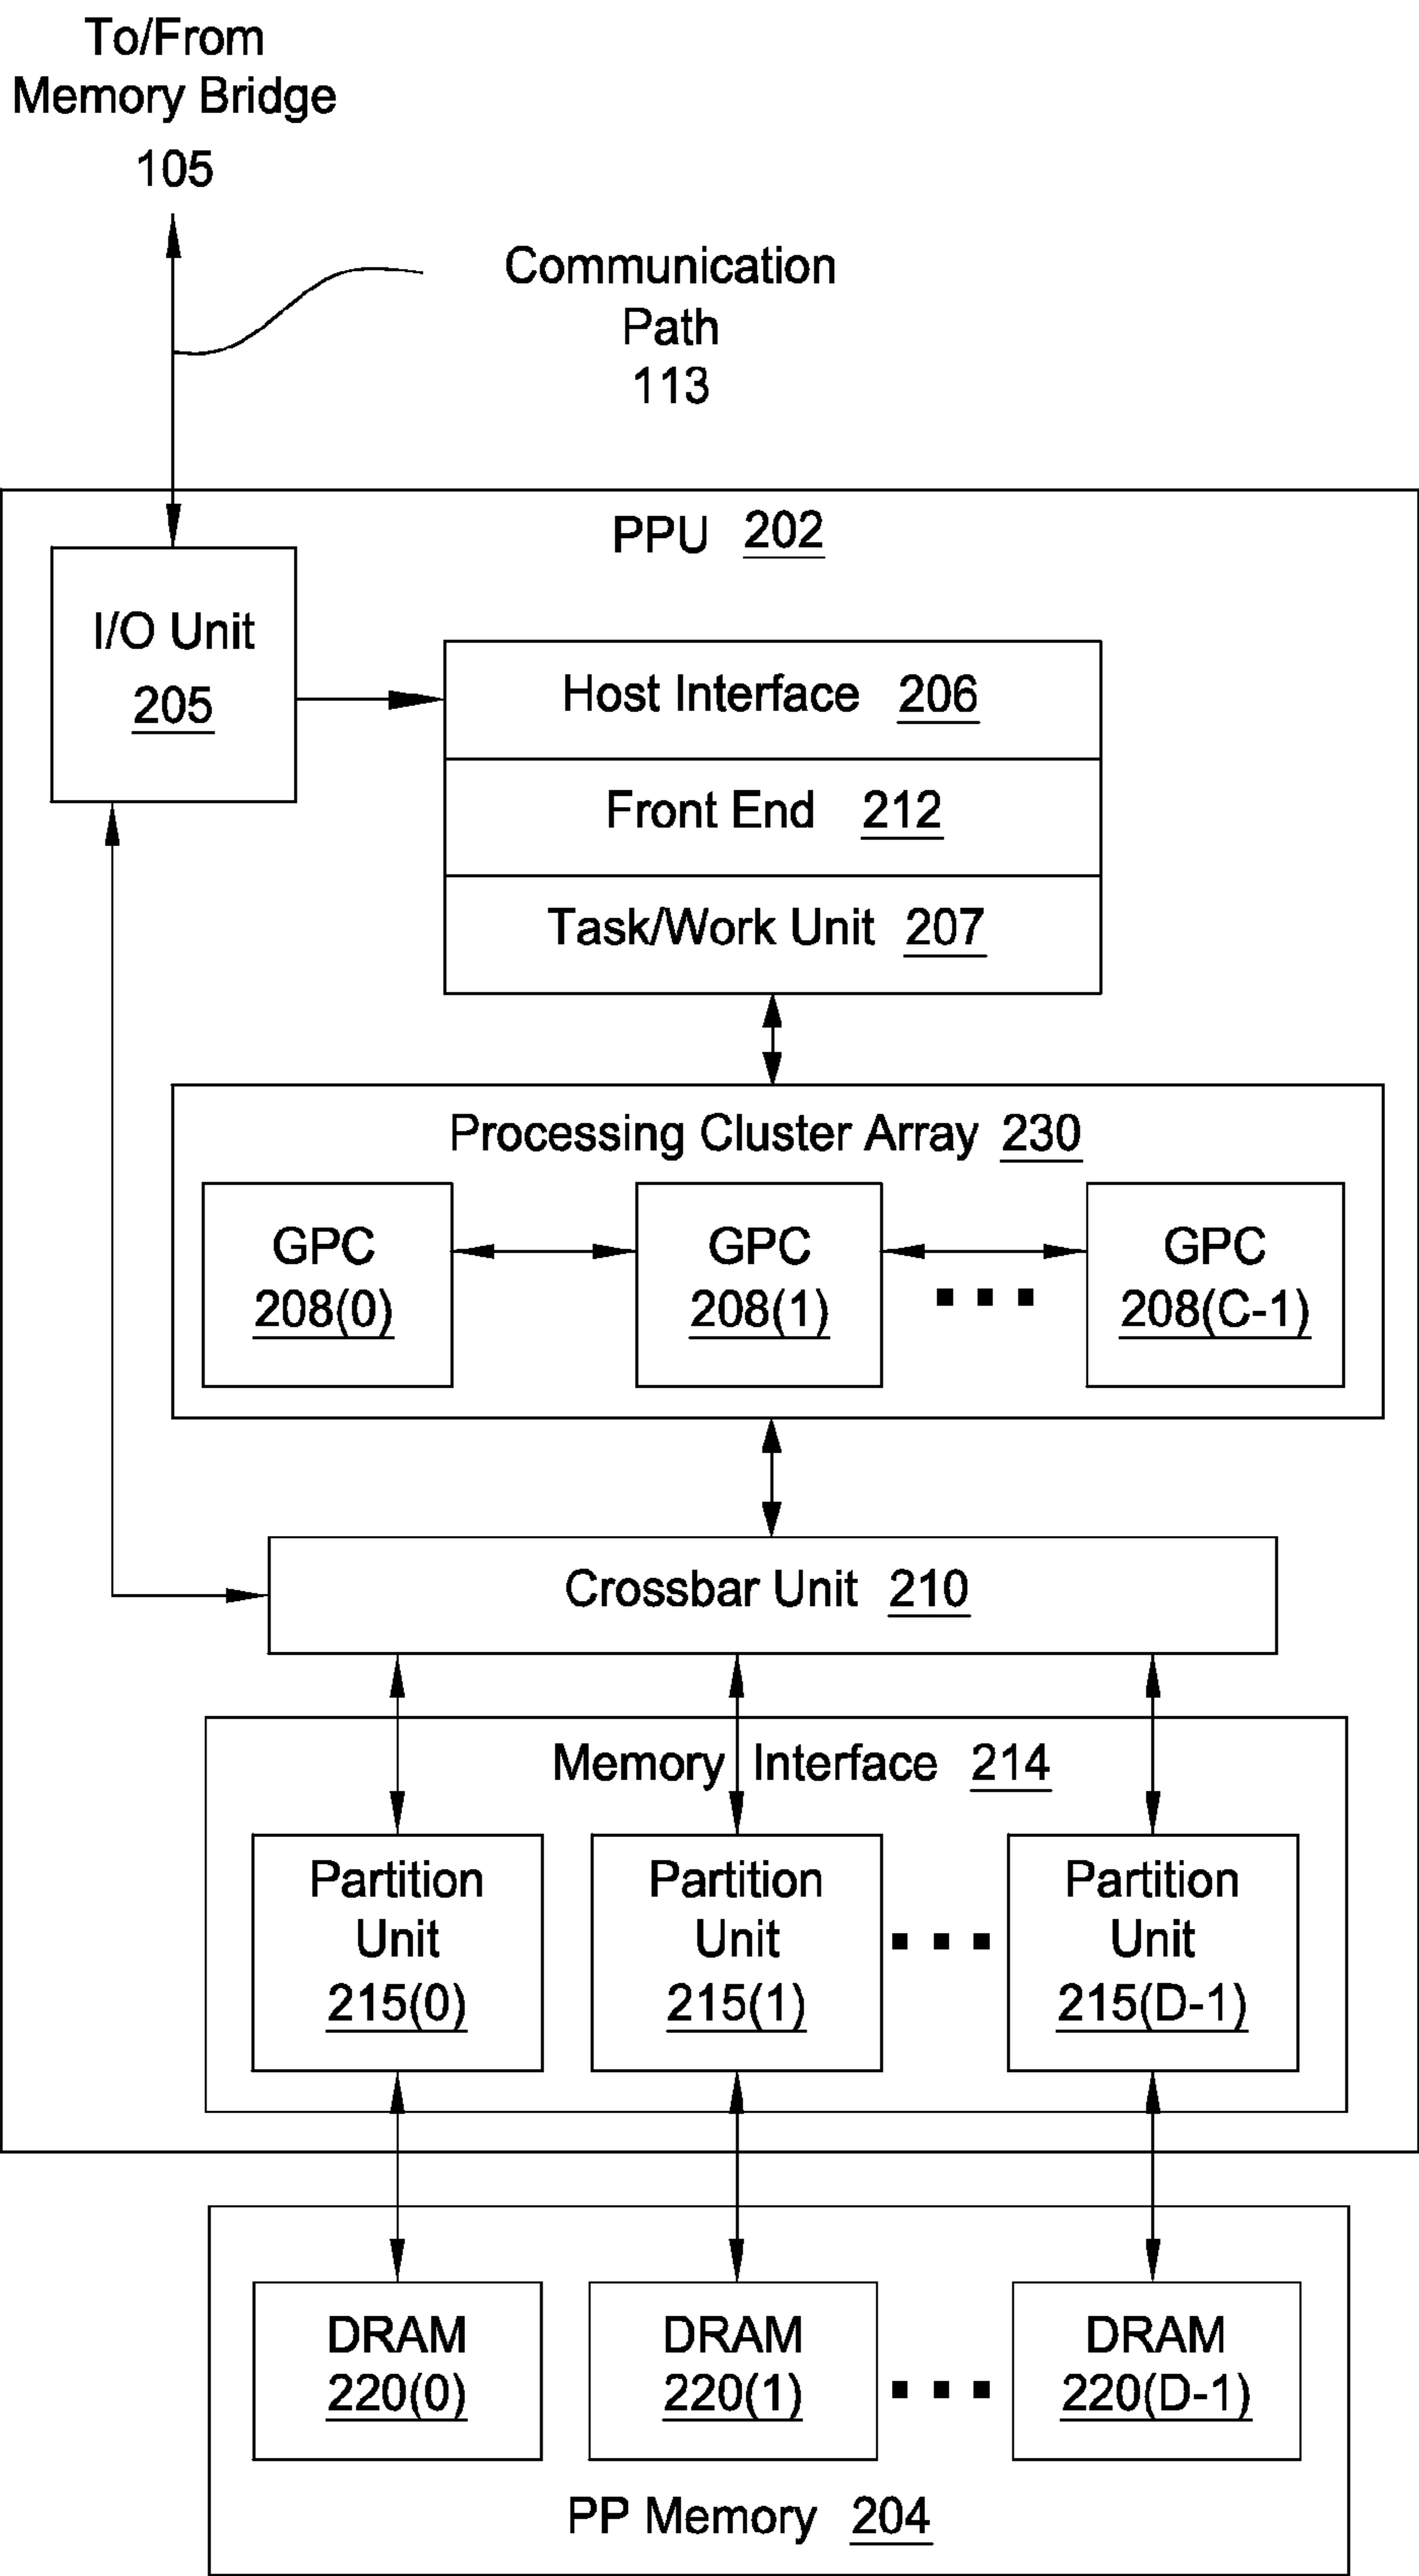 To/From
Memory Bridge
105
Communication
Path
113
PPU 202
I/O Unit
205
Host Interface 206
Front End 212
Task/Work Unit 207
Processing Cluster Array 230
GPC
208(0)
GPC
208(1)
GPC
208(C-1)
Crossbar Unit 210
Memory Interface 214
Partition
Unit
215(0)
Partition
Unit
215(1)
Partition
Unit
215(D-1)
DRAM
220(0)
DRAM
220(1)
DRAM
220(D-1)
PP Memory 204